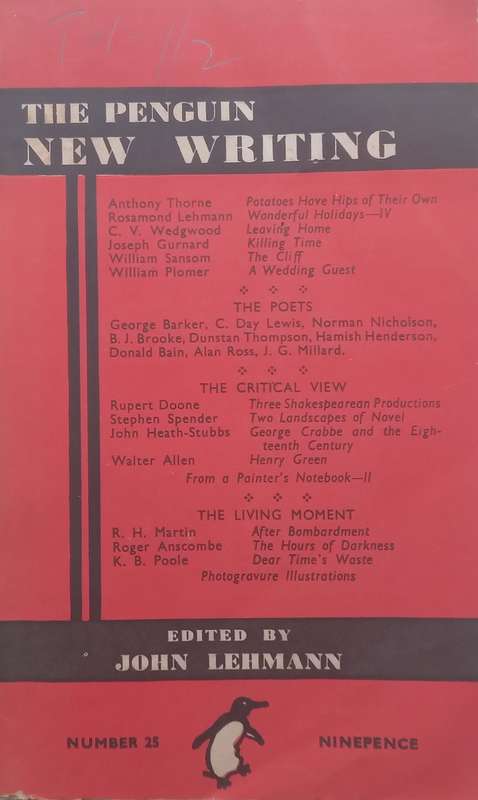 THE PENGUIN
NEW WRITING
Anthony Thorne Potatoes Have Hips of Their Own
Rosamond Lehmann Wonderful Holidays—IV
C. V. Wedgwood Leaving Home
Joseph Gurnard Killing Time
William Sansom The Cliff
William Plomer A Wedding Guest
THE POETS
George Barker, C. Day Lewis, Norman Nicholson,
B. J. Brooke, Dunstan Thompson, Hamish Henderson,
Donald Bain, Alan Ross, J. G. Millard.
THE CRITICAL VIEW
Rupert Doone Three Shakespearean Productions
Stephen Spender Two Landscapes of Novel
John Heath-Stubbs George Crabbe and the Eigh-
teenth Century
Walter Allen Henry Green
From a Painter's Notebook—II
THE LIVING MOMENT
R. H. Martin After Bombardment
Roger Anscombe The Hours of Darkness
K. B. Poole Dear Time's Waste
Photogravure Illustrations
EDITED BY
JOHN LEHMANN
NUMBER 25 NINEPENCE